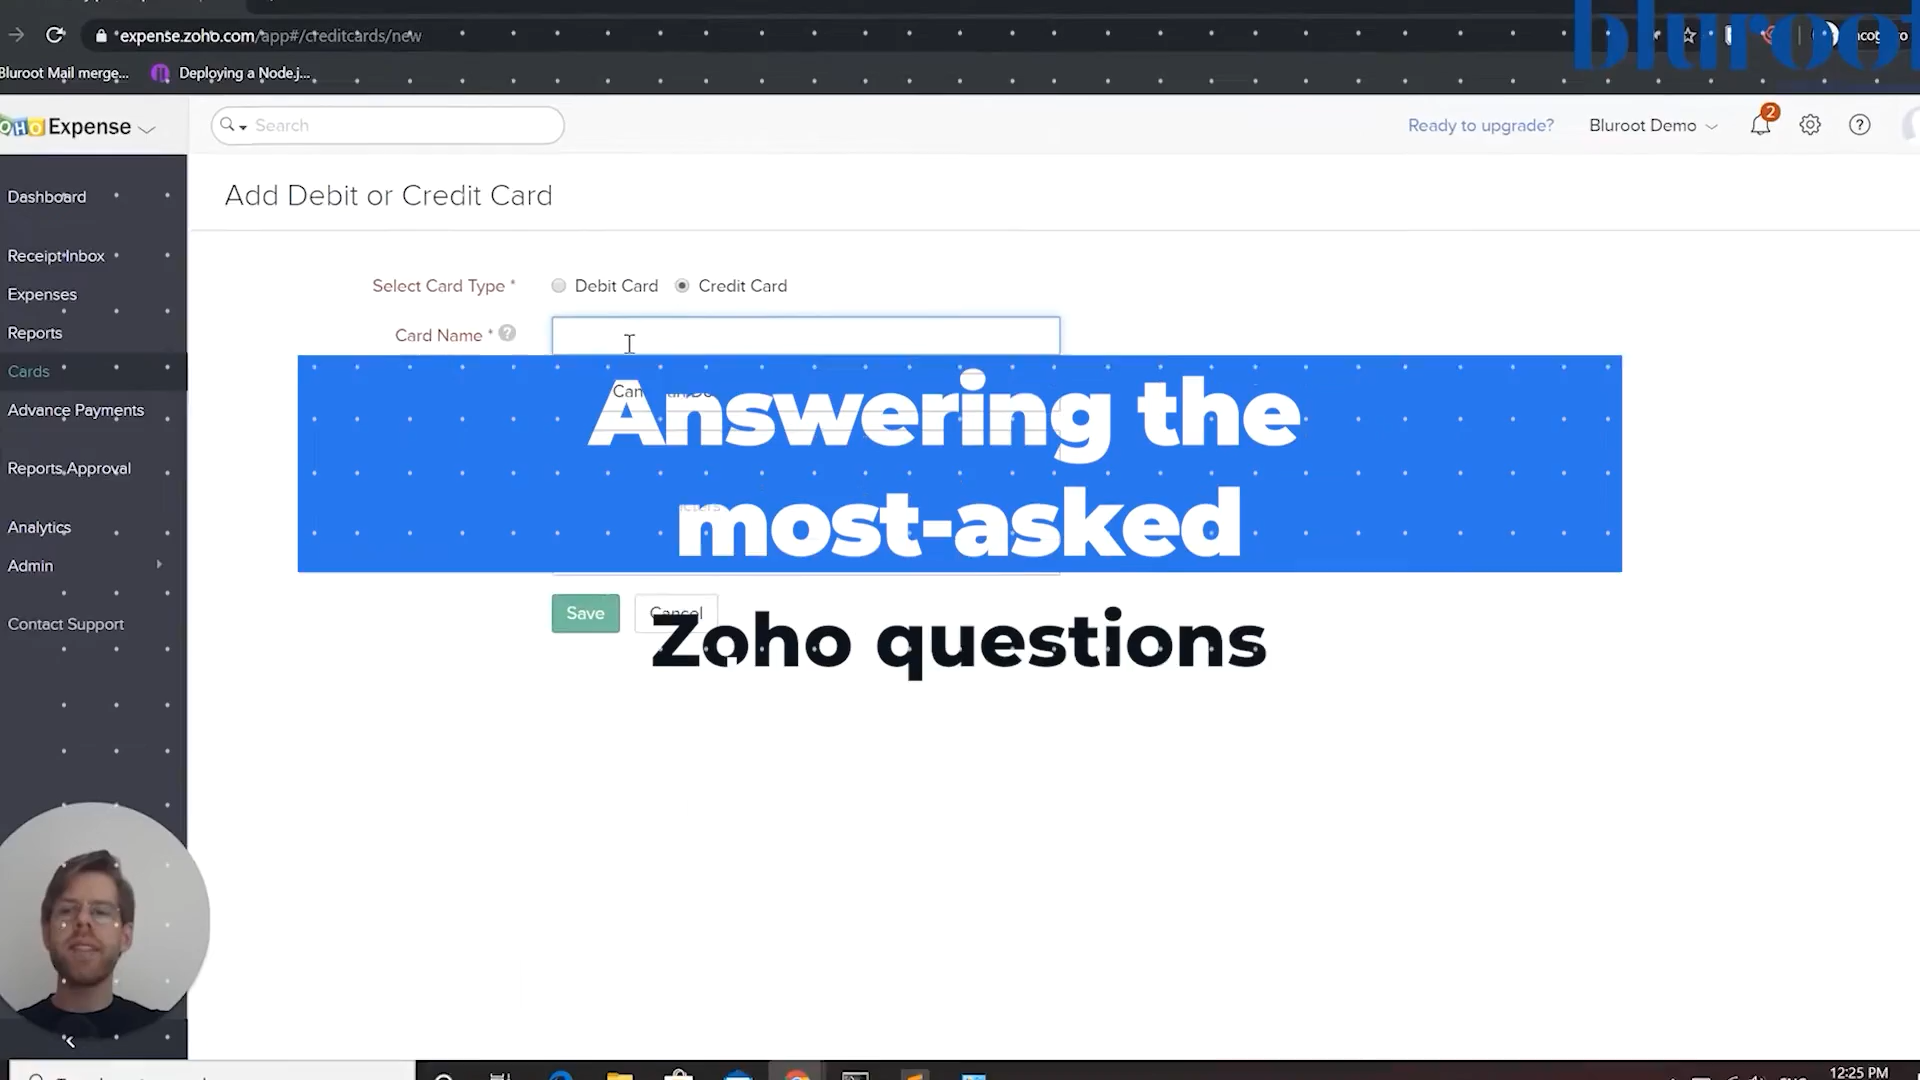 expense.zoho.com/app#/creditcards/new
bluroot
Bluroot Mail merge... Deploying a Node.j...
Expense
Search
Ready to upgrade?
Bluroot Demo
2
Dashboard
Receipt Inbox
Expenses
Reports
Cards
Advance Payments
Reports Approval
Analytics
Admin
Contact Support
Add Debit or Credit Card
Select Card Type * Debit Card Credit Card
Card Name *
Answering the
most-asked
Zoho questions
Save Cancel
12:25 PM